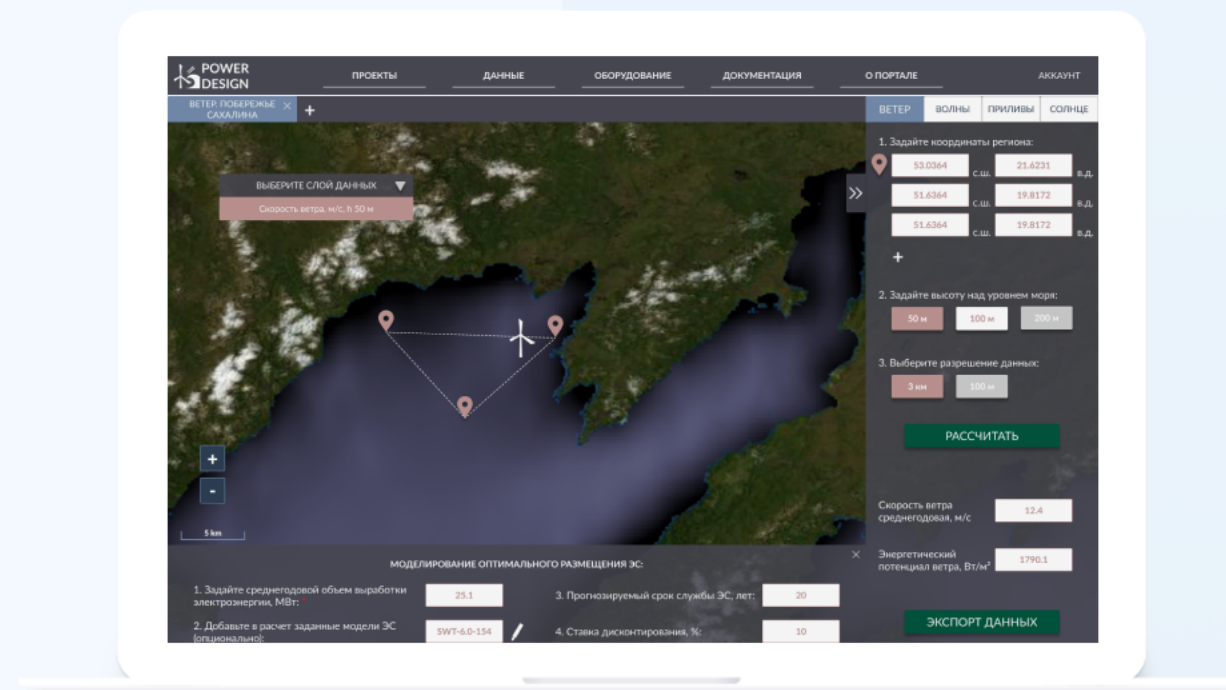 POWER
DESIGN
ПРОЕКТЫ
ДАННЫЕ
ОБОРУДОВАНИЕ
ДОКУМЕНТАЦИЯ
О ПОРТАЛЕ
АККАУНТ
ВЕТЕР. ПОБЕРЕЖЬЕ
САХАЛИНА
×
+
ВЕТЕР
ВОЛНЫ
ПРИЛИВЫ
СОЛНЦЕ
ВЫБЕРИТЕ СЛОЙ ДАННЫХ
Скорость ветра, м/с, h 50 м
+
-
5 km
1. Задайте координаты региона:
53.0364 с.ш. 21.6231 в.д.
51.6364 с.ш. 19.8172 в.д.
51.6364 с.ш. 19.8172 в.д.
+
2. Задайте высоту над уровнем моря:
50 м 100 м 200 м
3. Выберите разрешение данных:
3 км 100 м
РАССЧИТАТЬ
Скорость ветра
среднегодовая, м/с
12.4
Энергетический
потенциал ветра, Вт/м²
1790.1
ЭКСПОРТ ДАННЫХ
МОДЕЛИРОВАНИЕ ОПТИМАЛЬНОГО РАЗМЕЩЕНИЯ ЭС:
×
1. Задайте среднегодовой объем выработки
электроэнергии, МВт: *
25.1
2. Добавьте в расчет заданные модели ЭС
(опционально):
SWT-6.0-154
3. Прогнозируемый срок службы ЭС, лет:
20
4. Ставка дисконтирования, %:
10